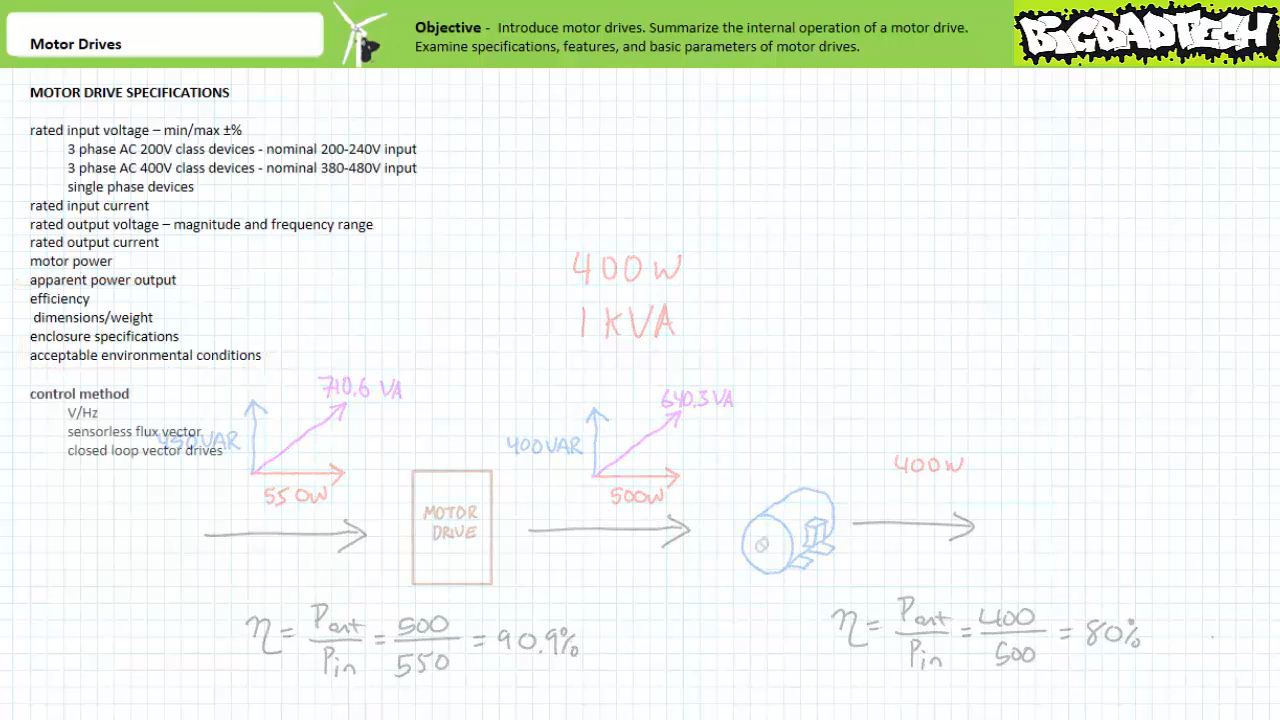 Motor Drives
Objective - Introduce motor drives. Summarize the internal operation of a motor drive.
Examine specifications, features, and basic parameters of motor drives.
BIGBADTECH
MOTOR DRIVE SPECIFICATIONS
rated input voltage – min/max ±%
3 phase AC 200V class devices - nominal 200-240V input
3 phase AC 400V class devices - nominal 380-480V input
single phase devices
rated input current
rated output voltage – magnitude and frequency range
rated output current
motor power
apparent power output
efficiency
dimensions/weight
enclosure specifications
acceptable environmental conditions
control method
V/Hz
sensorless flux vector
closed loop vector drives
400W
1KVA
710.6 VA
450VAR
550W
MOTOR
DRIVE
640.3VA
400VAR
500W
400W
η = Pout/Pin = 500/550 = 90.9%
η = Pout/Pin = 400/500 = 80%